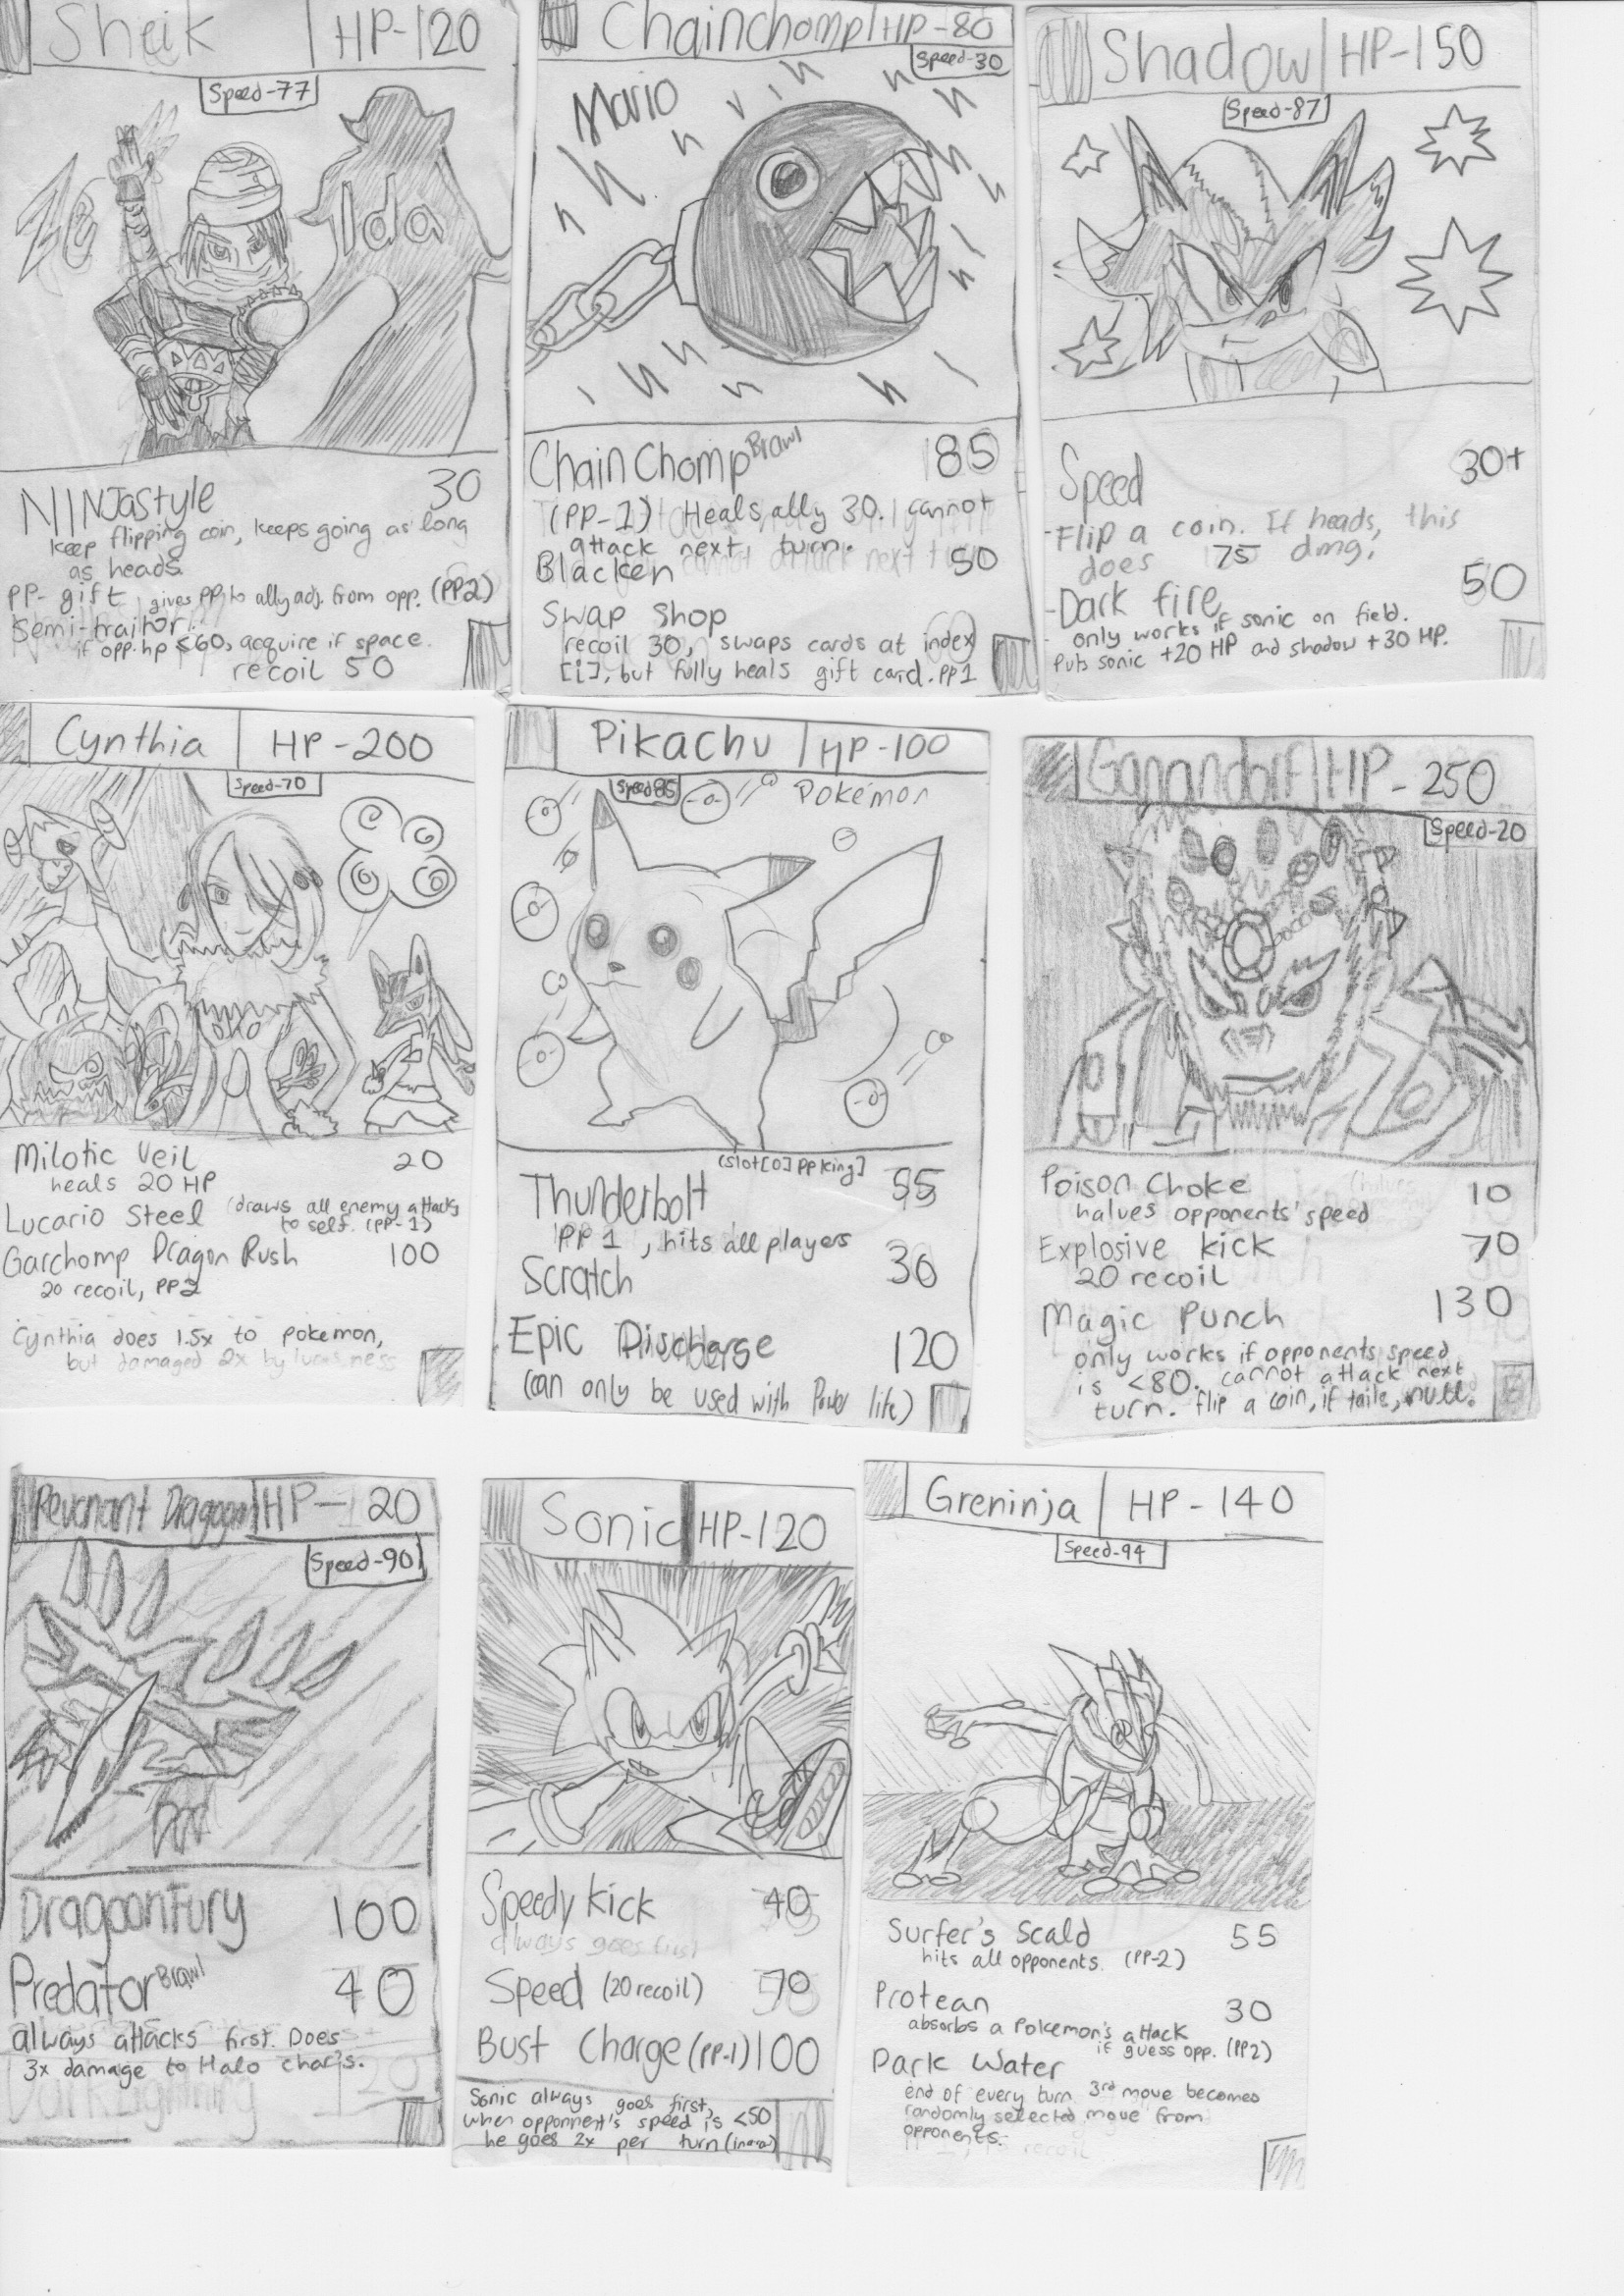 Sheik HP-120
Speed-77
Ze
lda
NINJAstyle 30
keep flipping coin, keeps going as long
as heads
PP- gift, gives PP to ally adj. from opp. (PP2)
Semi-traitor
if opp. hp ≤60, acquire if space.
recoil 50
Chainchomp HP-80
Speed-30
Mario
Chain Chomp Brawl 85
(PP-1) Heals ally 30. cannot
attack next turn.
Blacken 50
Swap Shop
recoil 30, swaps cards at index
[i], but fully heals gift card. PP1
Shadow HP-150
Speed-87
Speed 30+
-Flip a coin. If heads, this
does 75 dmg.
-Dark fire 50
- only works if sonic on field.
Puts sonic +20 HP and shadow +30 HP.
Cynthia HP-200
Speed-70
Milotic Veil 20
heals 20 HP
Lucario Steel (draws all enemy attacks
to self. (PP-1)
Garchomp Dragon Rush 100
20 recoil, PP2
Cynthia does 1.5x to pokemon,
but damaged 2x by
Pikachu HP-100
Speed 85
Pokémon
(slot[0] PP king]
Thunderbolt 55
PP 1, hits all players
Scratch 30
Epic Discharge 120
(can only be used with Power life)
Ganandorf HP-250
Speed-20
Poison Choke 10
halves opponents' speed
Explosive kick 70
20 recoil
Magic Punch 130
only works if opponents speed
is <80. cannot attack next
turn. flip a coin, if tails, null.
Revenant Dragoon HP-120
Speed-90
Dragoon Fury 100
Predator Brawl 40
always attacks first. Does
3x damage to Halo char's.
Dark Lightning 120
Sonic HP-120
Speedy kick 40
always goes first
Speed (20 recoil) 70
Bust Charge (PP-1) 100
Sonic always goes first,
when opponnent's speed is <50
he goes 2x per turn
Greninja HP-140
Speed-94
Surfer's Scald 55
hits all opponents. (PP-2)
Protean 30
absorbs a Pokemon's attack
if guess opp. (PP2)
Dark Water
end of every turn 3rd move becomes
randomly selected move from
opponents.
recoil